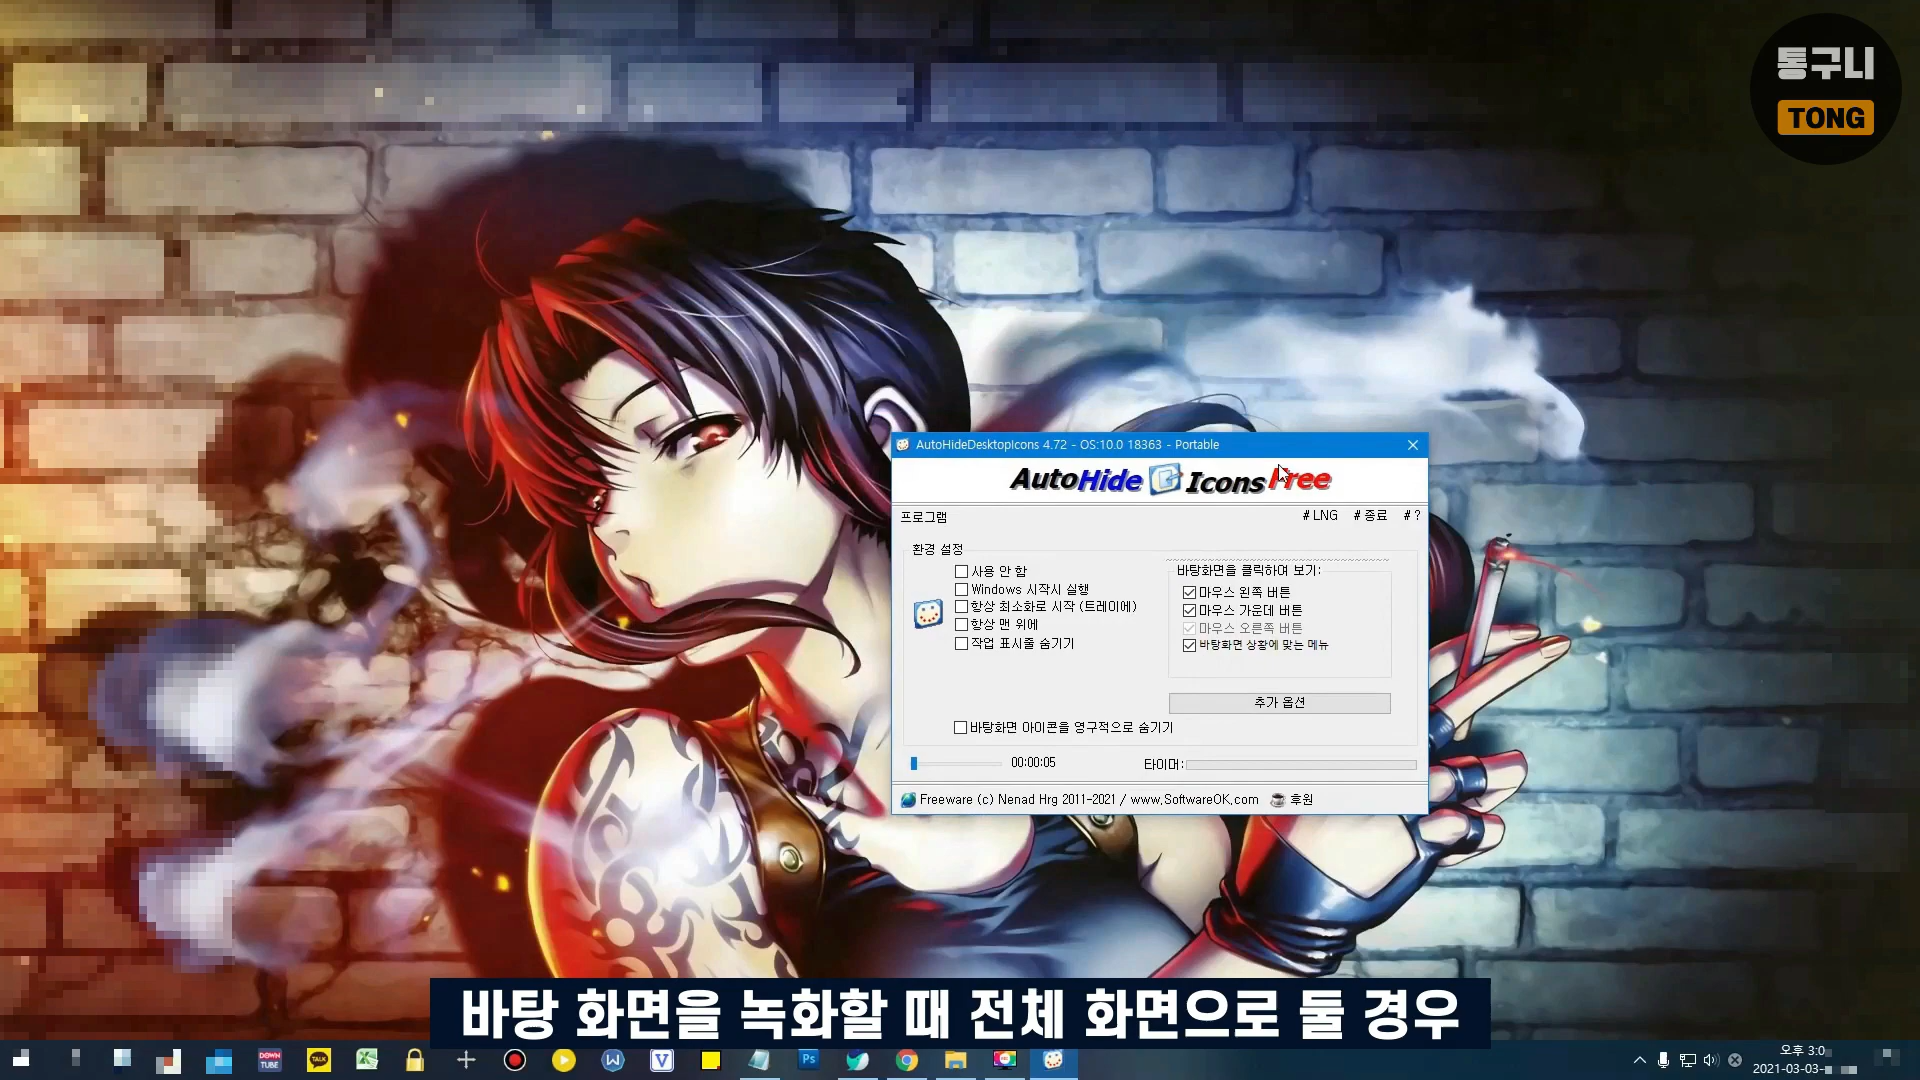 통구니
TONG
AutoHideDesktopIcons 4.72 - OS:10.0 18363 - Portable
AutoHide Icons Free
프로그램
# LNG # 종료 # ?
환경 설정
사용 안 함
Windows 시작시 실행
항상 최소화로 시작 (트레이에)
항상 맨 위에
작업 표시줄 숨기기
바탕화면을 클릭하여 보기:
마우스 왼쪽 버튼
마우스 가운데 버튼
마우스 오른쪽 버튼
바탕화면 상황에 맞는 메뉴
추가 옵션
바탕화면 아이콘을 영구적으로 숨기기
00:00:05
타이머:
Freeware (c) Nenad Hrg 2011-2021 / www.SoftwareOK.com
후원
바탕 화면을 녹화할 때 전체 화면으로 둘 경우
DOWN TUBE
TALK
W
V
Ps
오후 3:0
2021-03-03-